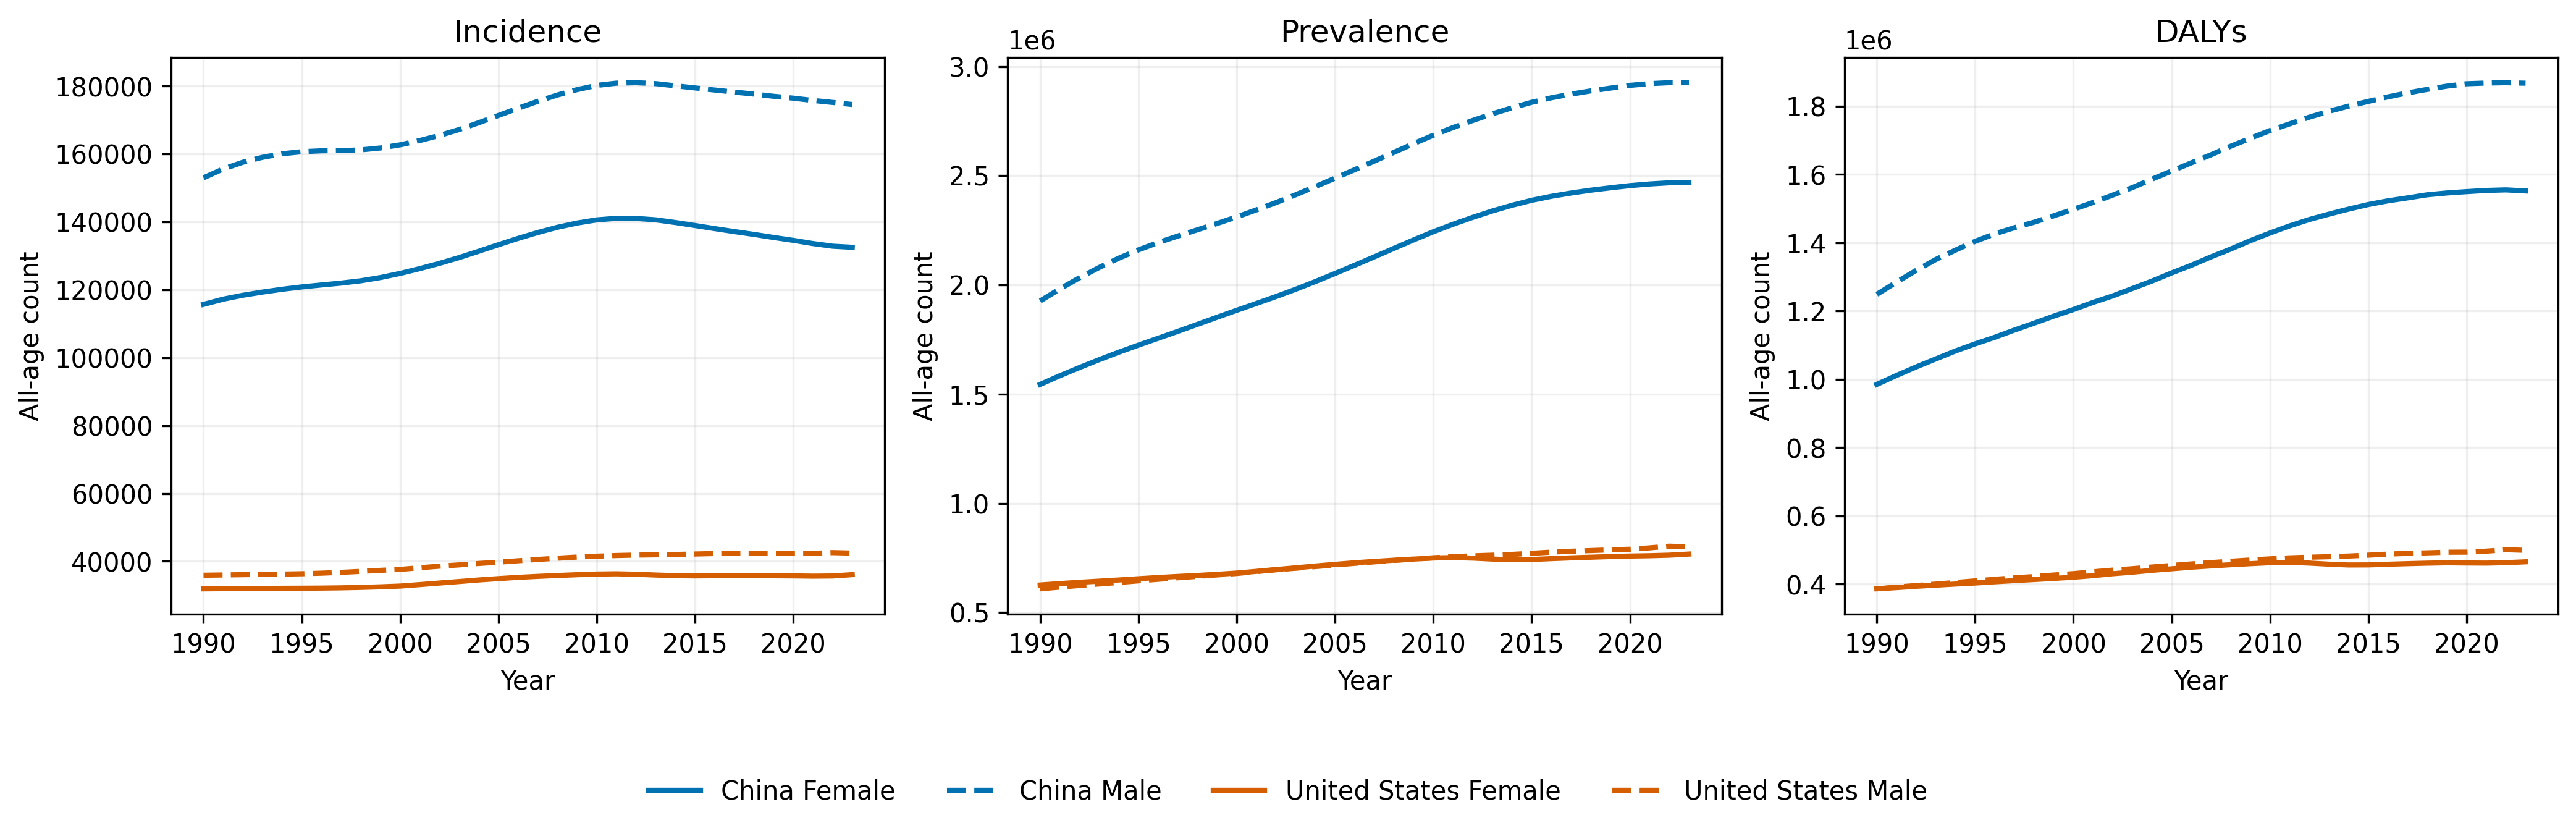 Incidence
All-age count
180000
160000
140000
120000
100000
80000
60000
40000
1990 1995 2000 2005 2010 2015 2020
Year
Prevalence
1e6
All-age count
3.0
2.5
2.0
1.5
1.0
0.5
1990 1995 2000 2005 2010 2015 2020
Year
DALYs
1e6
All-age count
1.8
1.6
1.4
1.2
1.0
0.8
0.6
0.4
1990 1995 2000 2005 2010 2015 2020
Year
China Female China Male United States Female United States Male